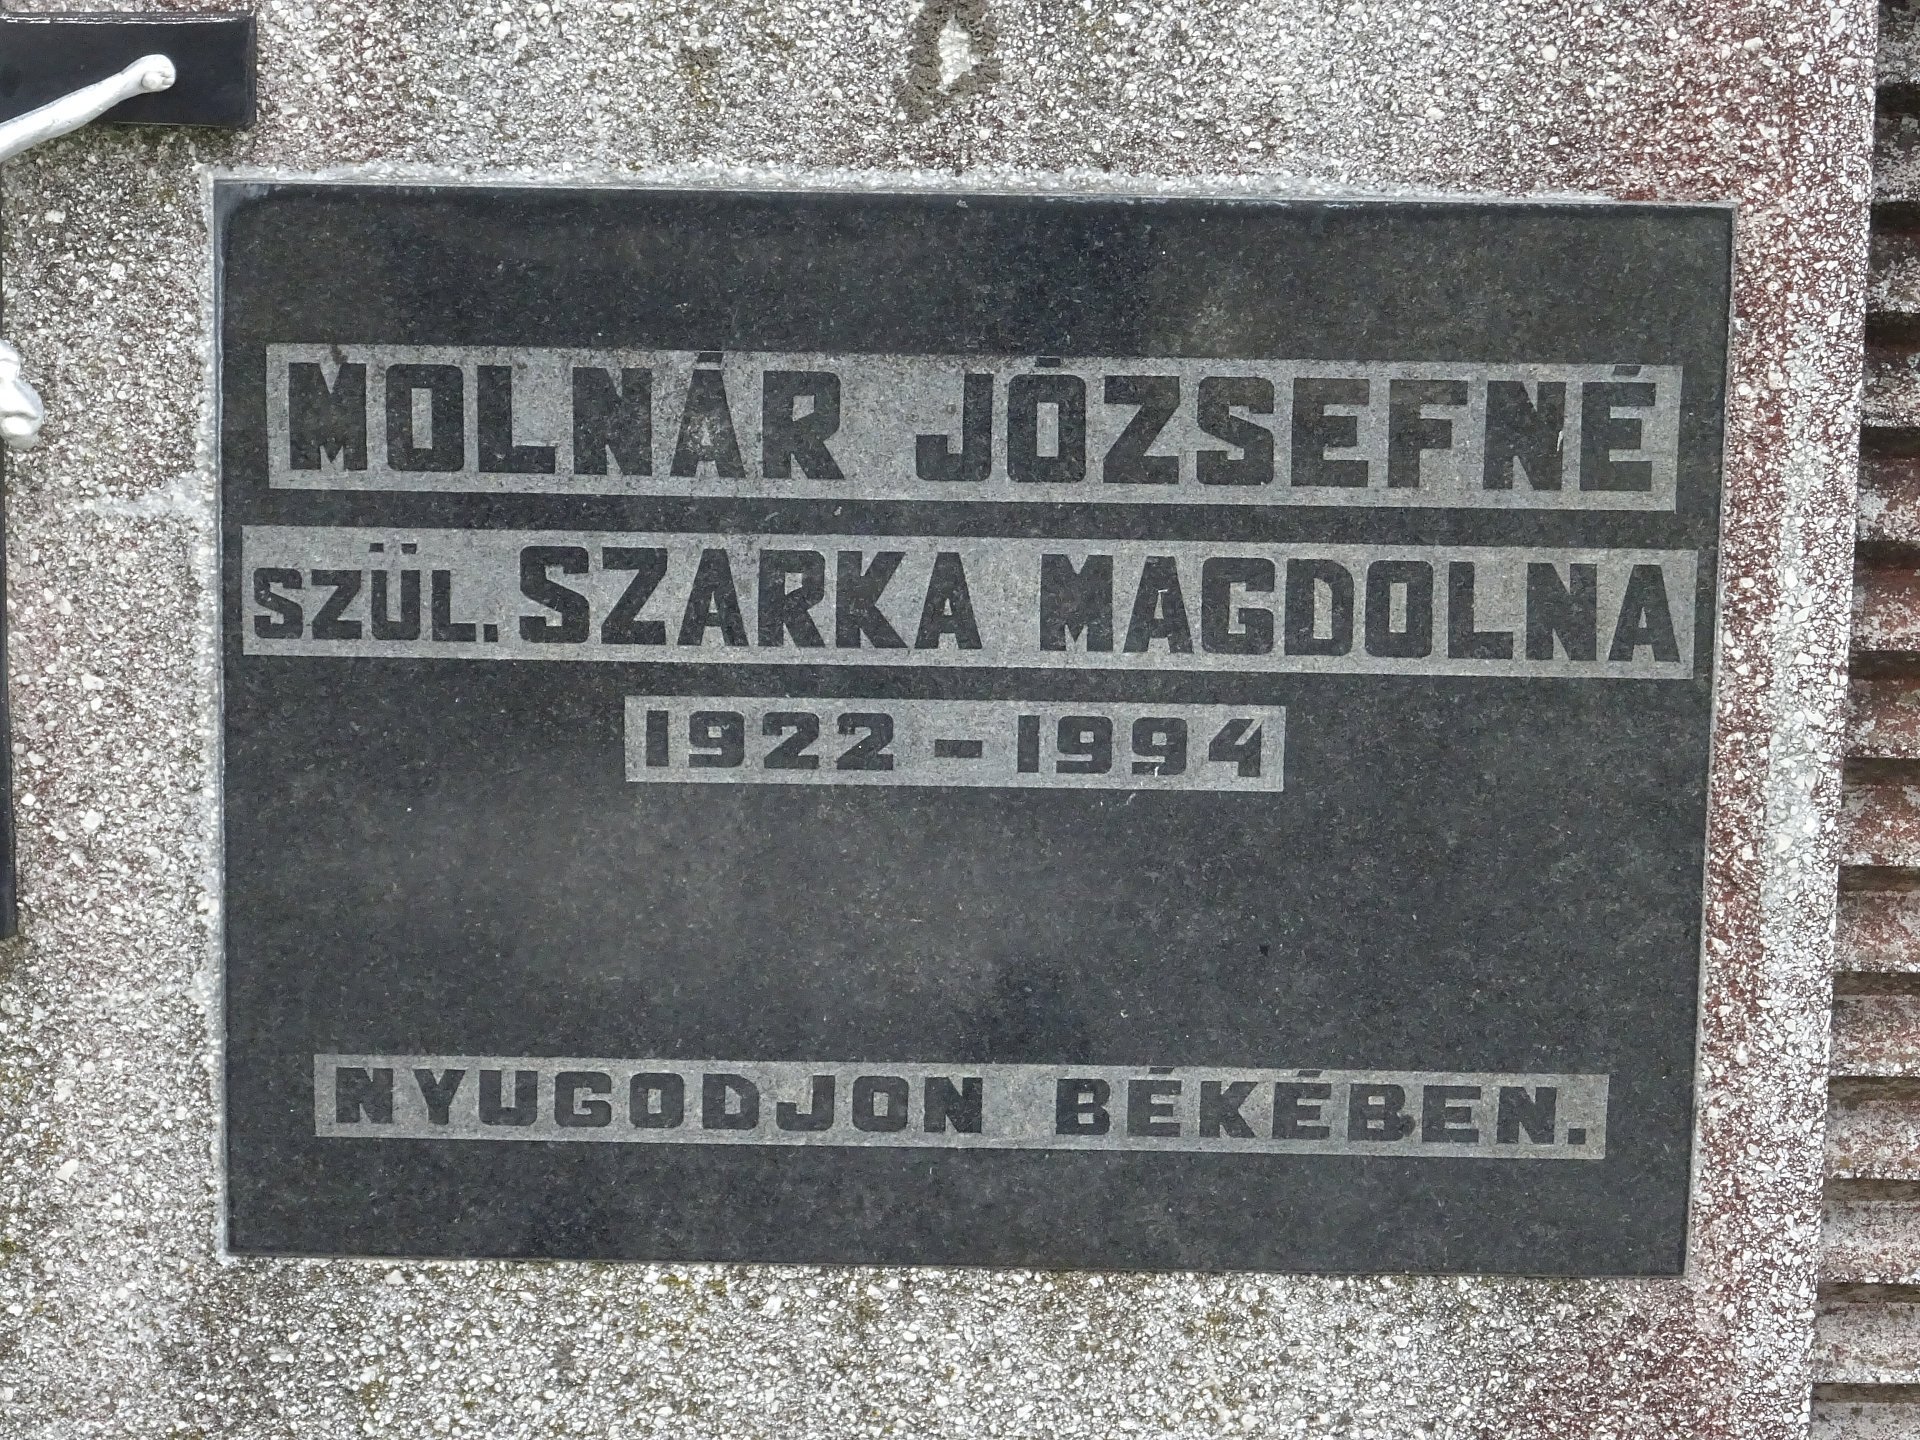 MOLNÁR JÓZSEFNÉ
SZÜL. SZARKA MAGDOLNA
1922 - 1994
NYUGODJON BÉKÉBEN.